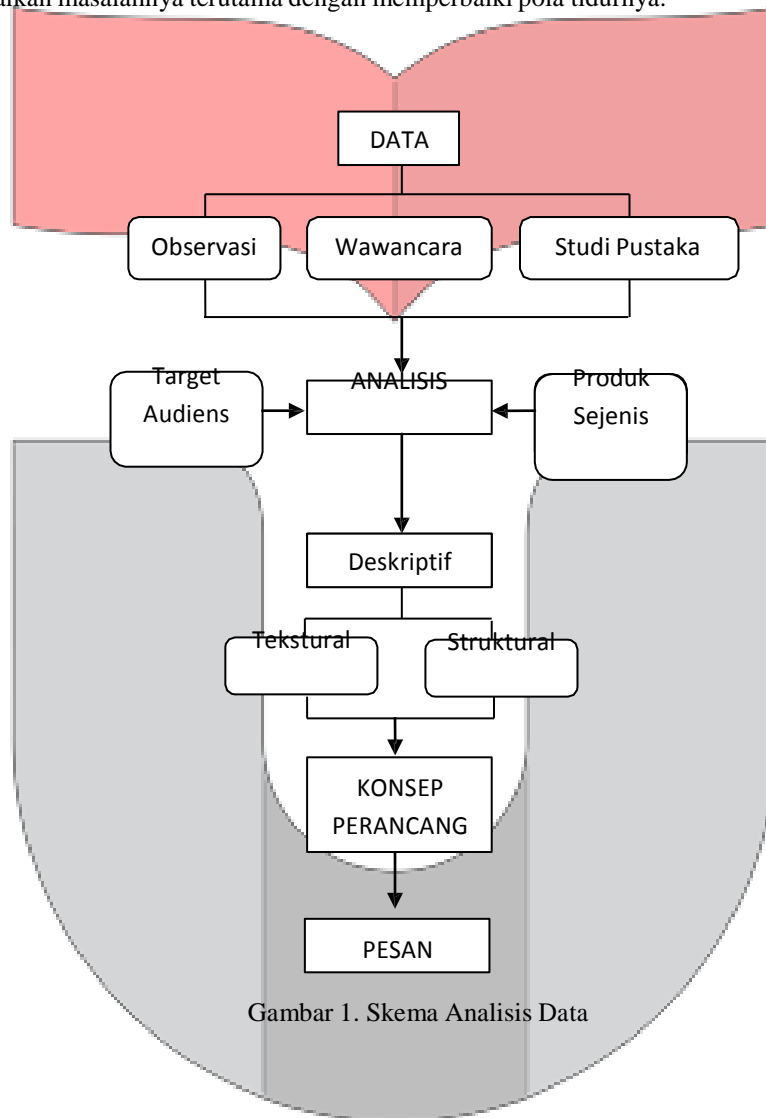 masalahnya terutama dengan memperbaiki pola tidurnya.
DATA
Observasi
Wawancara
Studi Pustaka
Target
Audiens
ANALISIS
Produk
Sejenis
Deskriptif
Tekstural
Struktural
KONSEP
PERANCANG
PESAN
Gambar 1. Skema Analisis Data